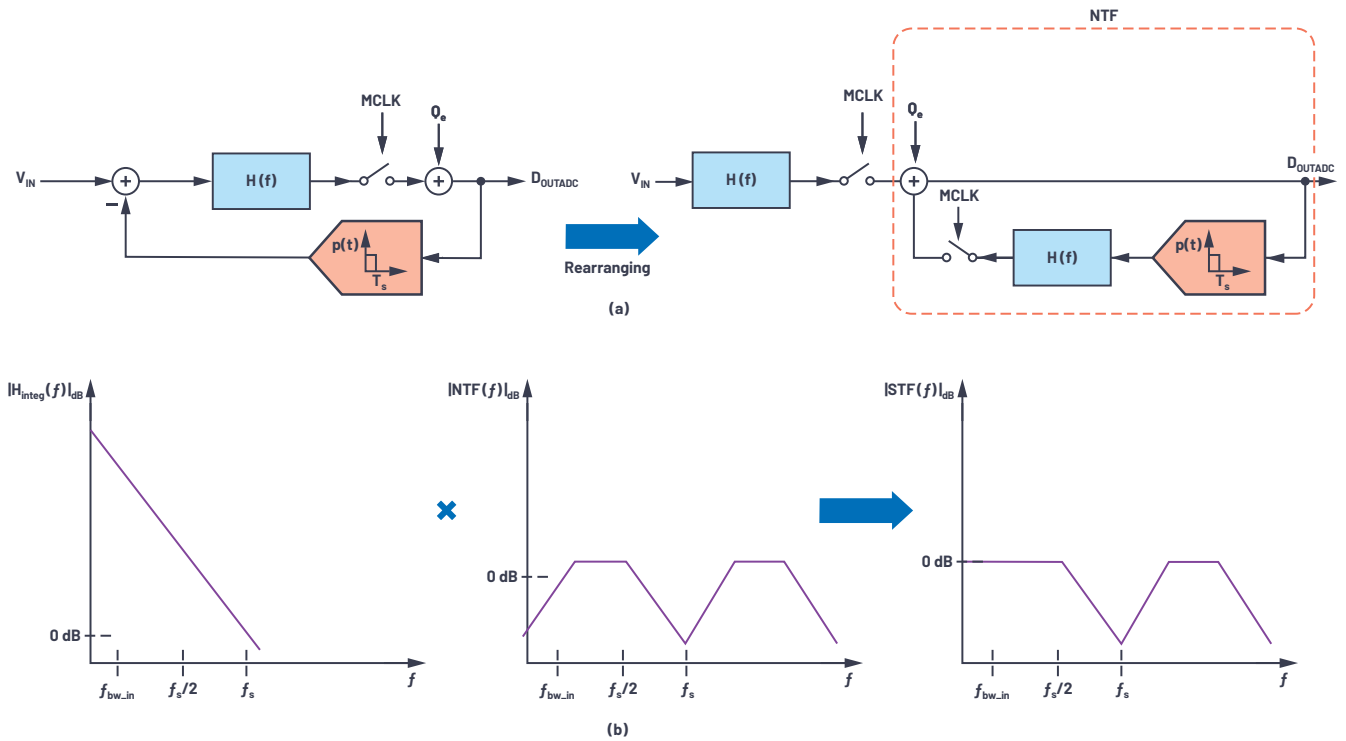 NTF
MCLK
Qe
VIN
+
−
H(f)
DOUTADC
p(t)
Ts
Rearranging
MCLK
Qe
VIN
H(f)
+
DOUTADC
MCLK
H(f)
p(t)
Ts
(a)
|Hinteg(f)|dB
0 dB
fbw_in
fs/2
fs
f
|NTF(f)|dB
0 dB
fbw_in
fs/2
fs
f
|STF(f)|dB
0 dB
fbw_in
fs/2
fs
f
(b)